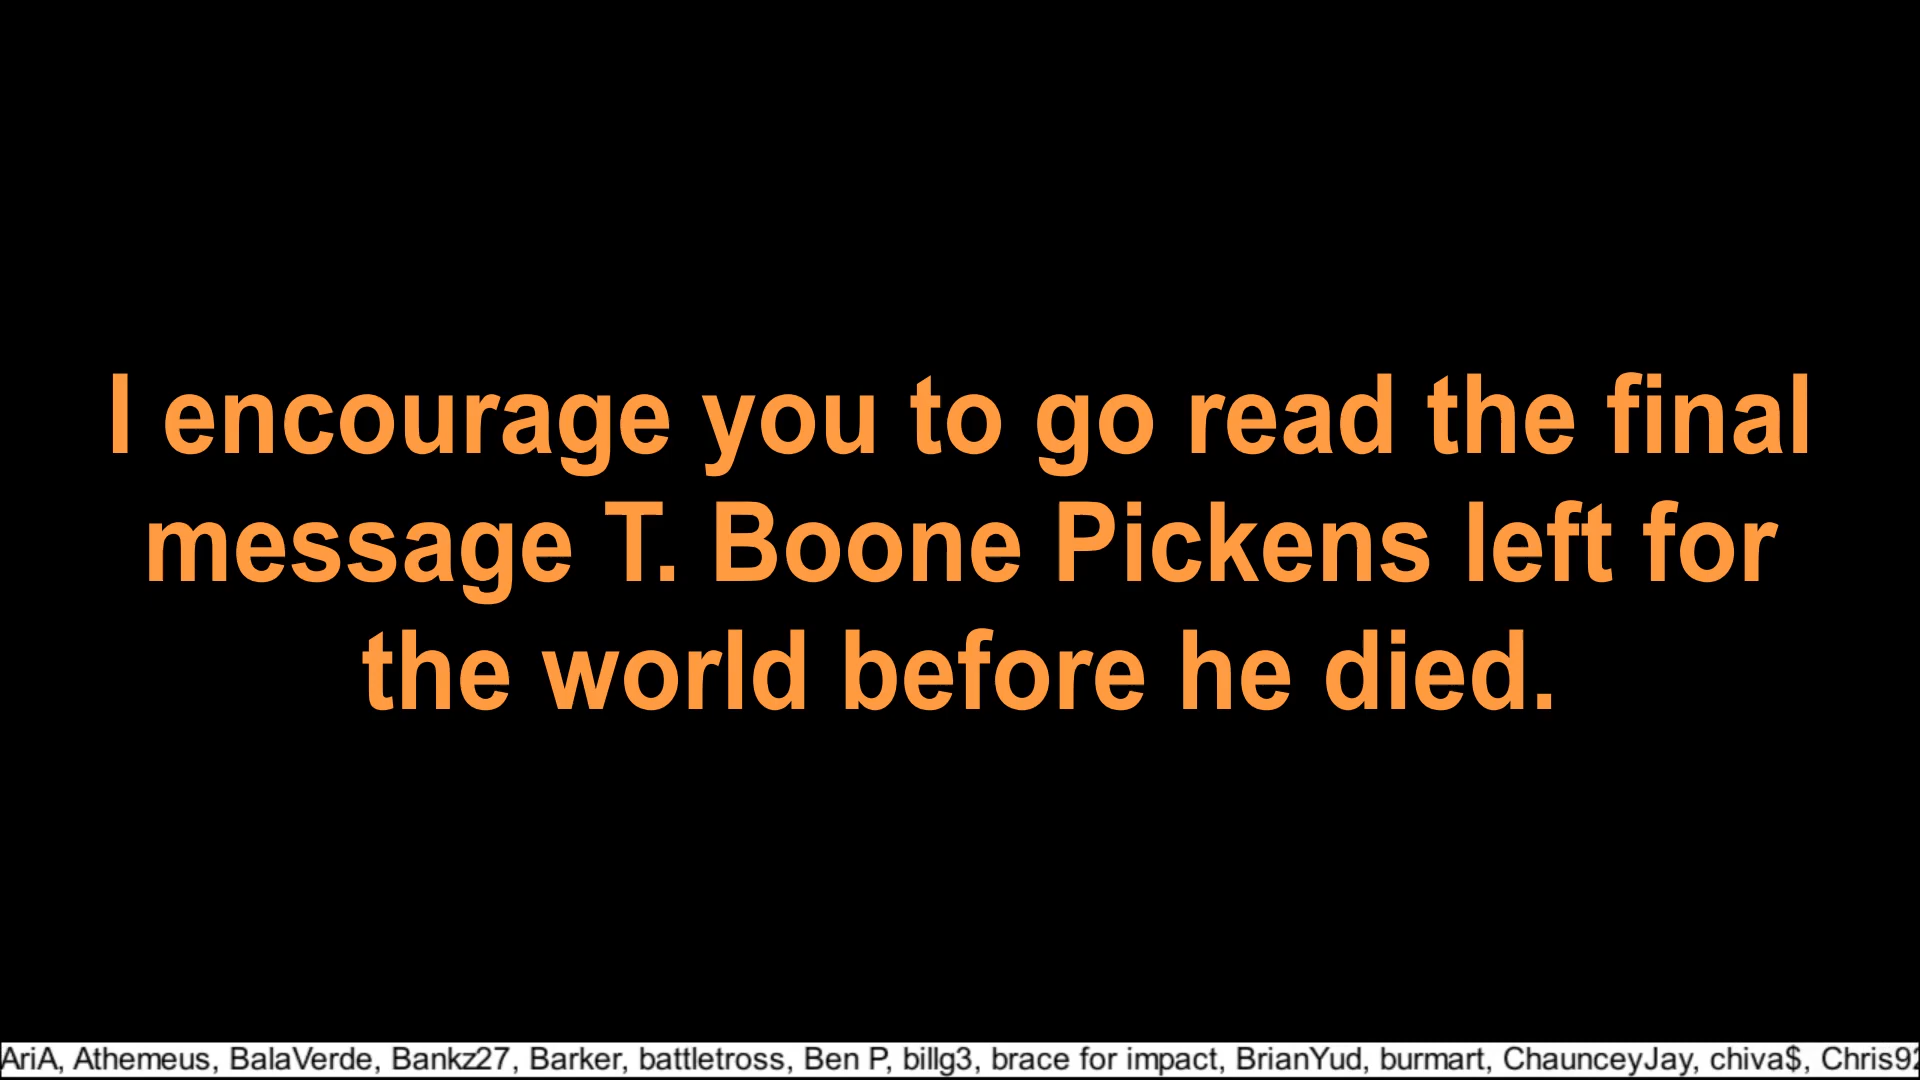 I encourage you to go read the final
message T. Boone Pickens left for
the world before he died.
AriA, Athemeus, BalaVerde, Bankz27, Barker, battletross, Ben P, billg3, brace for impact, BrianYud, burmart, ChaunceyJay, chiva$,